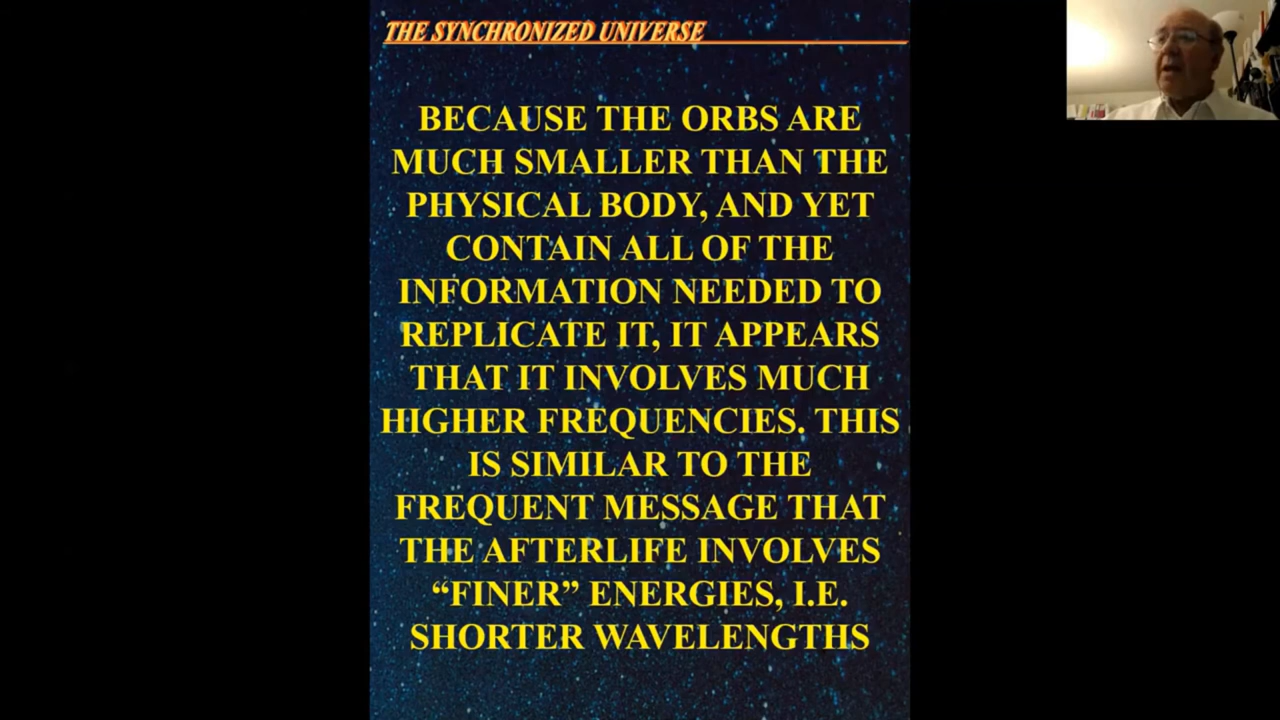 THE SYNCHRONIZED UNIVERSE
BECAUSE THE ORBS ARE
MUCH SMALLER THAN THE
PHYSICAL BODY, AND YET
CONTAIN ALL OF THE
INFORMATION NEEDED TO
REPLICATE IT, IT APPEARS
THAT IT INVOLVES MUCH
HIGHER FREQUENCIES. THIS
IS SIMILAR TO THE
FREQUENT MESSAGE THAT
THE AFTERLIFE INVOLVES
“FINER” ENERGIES, I.E.
SHORTER WAVELENGTHS